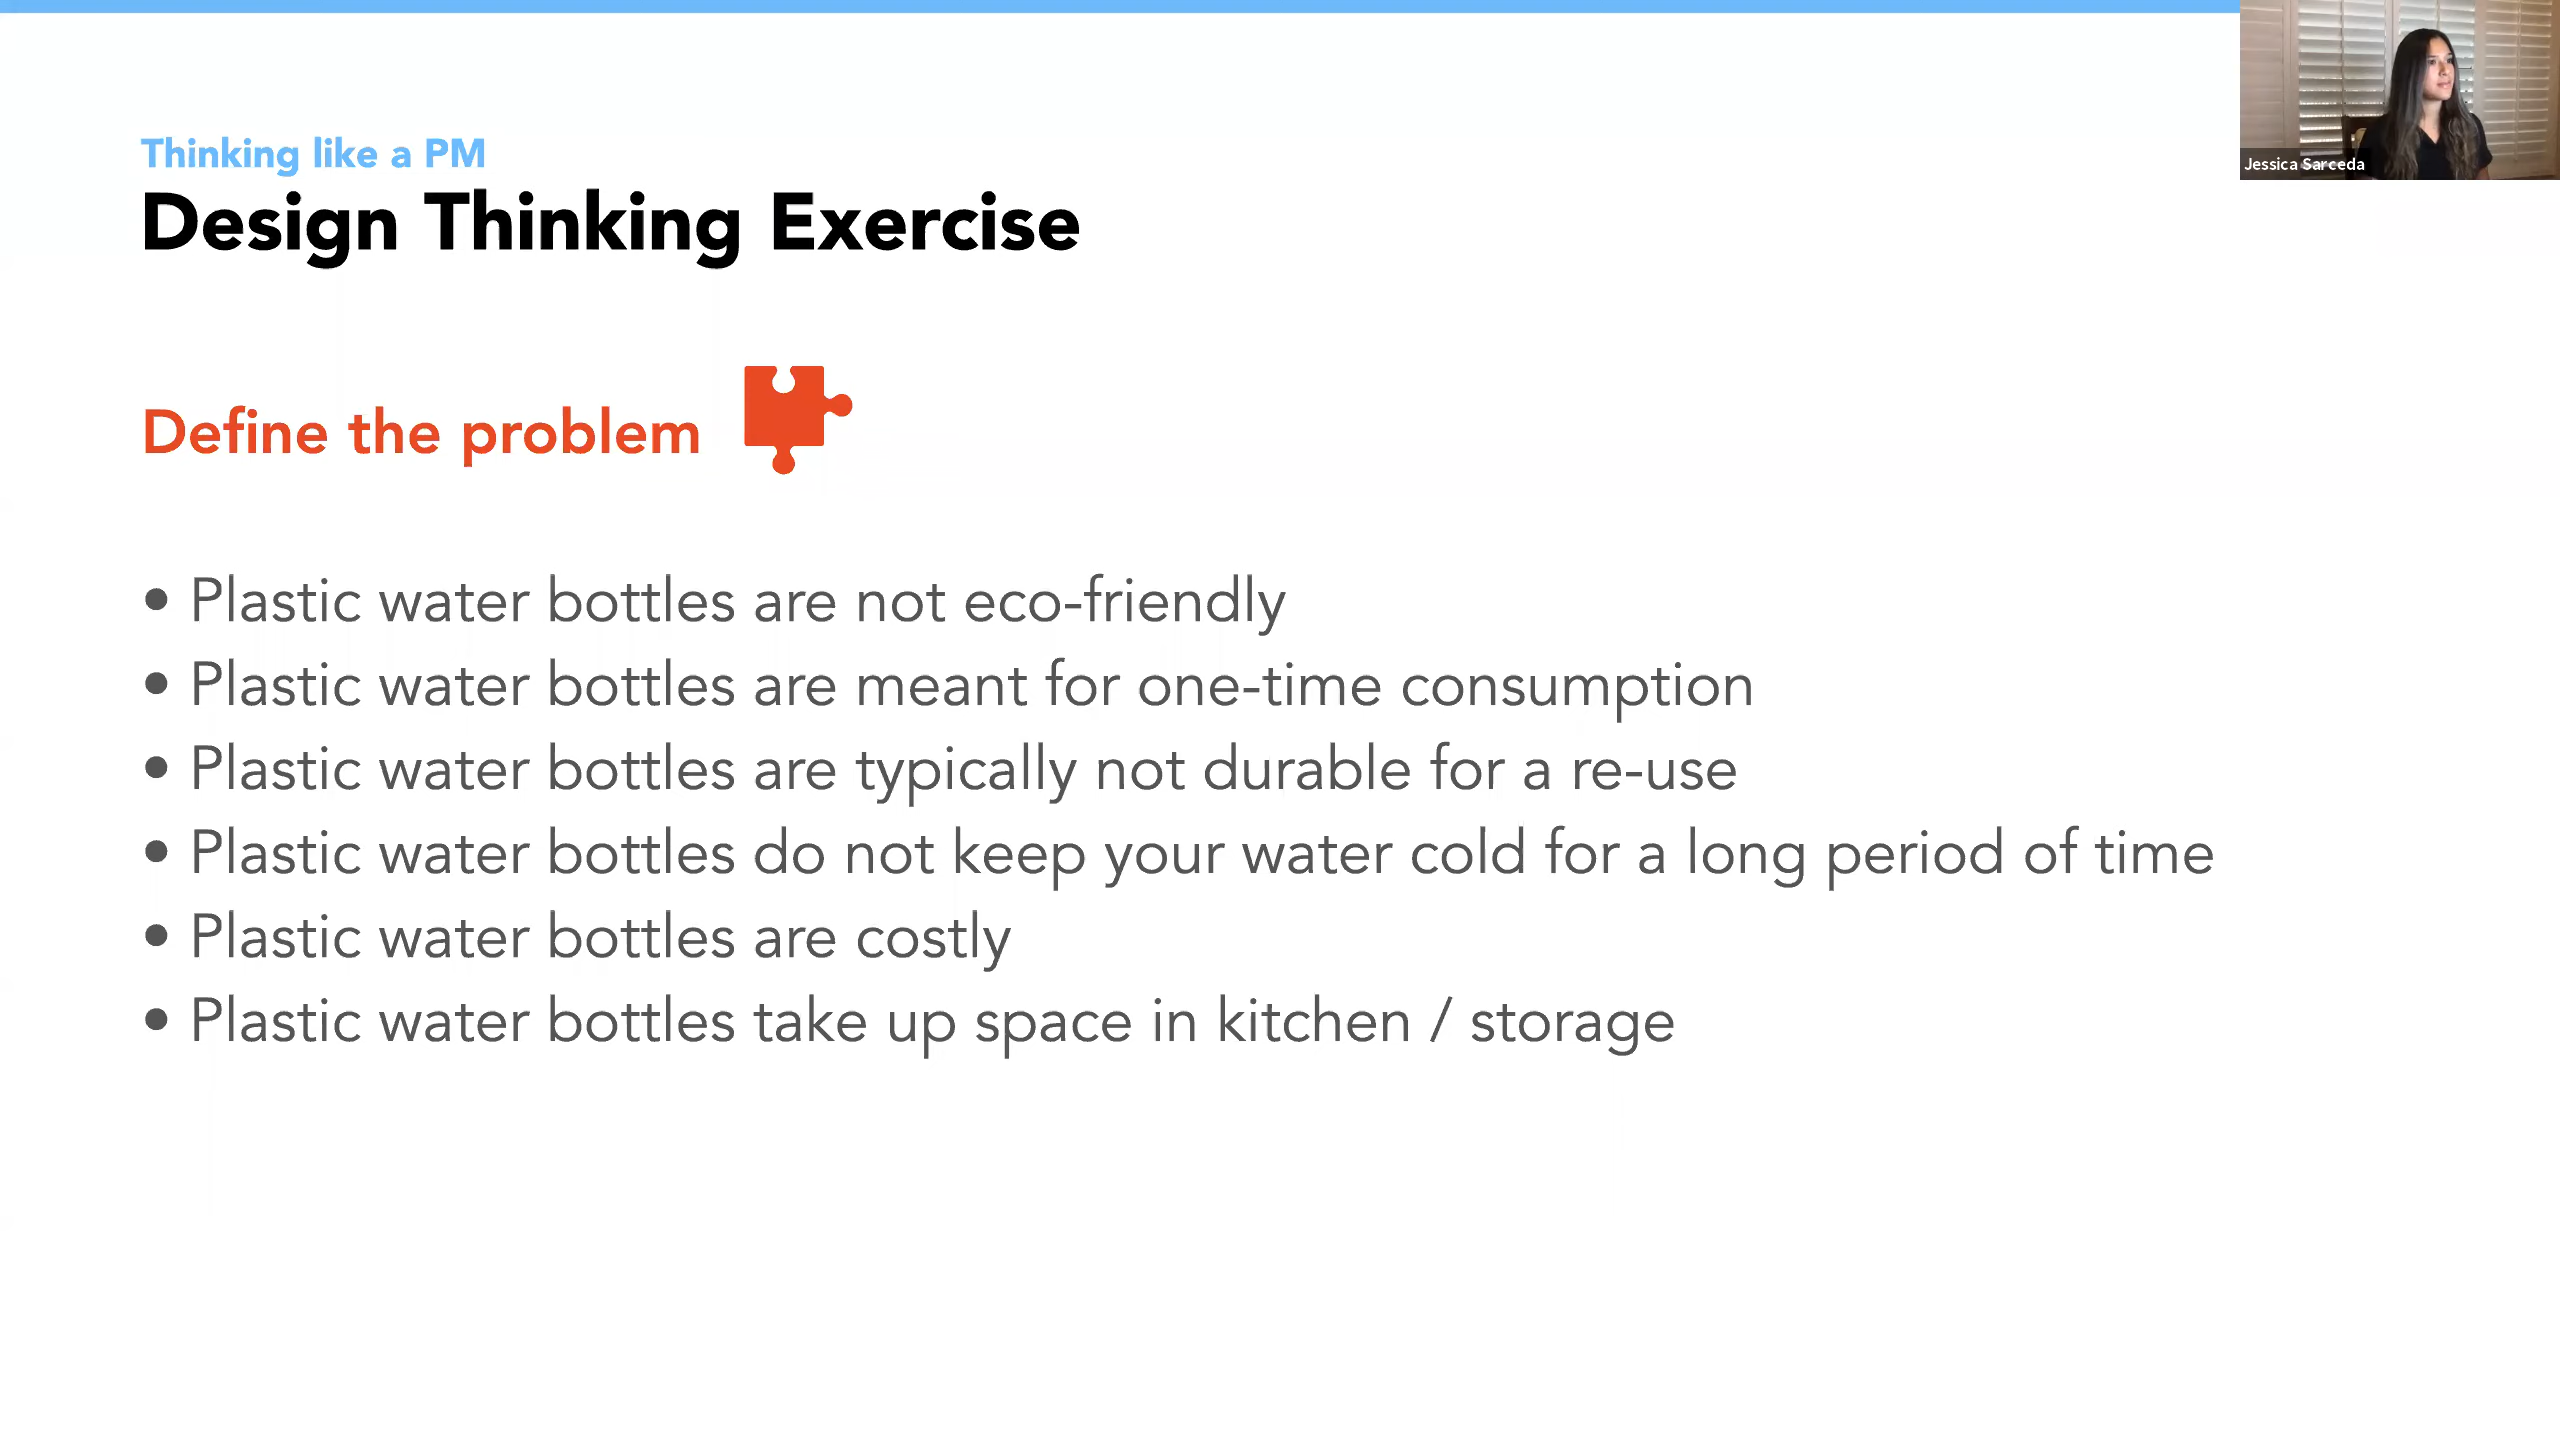 Jessica Sarceda
Thinking like a PM
Design Thinking Exercise
Define the problem
• Plastic water bottles are not eco-friendly
• Plastic water bottles are meant for one-time consumption
• Plastic water bottles are typically not durable for a re-use
• Plastic water bottles do not keep your water cold for a long period of time
• Plastic water bottles are costly
• Plastic water bottles take up space in kitchen / storage